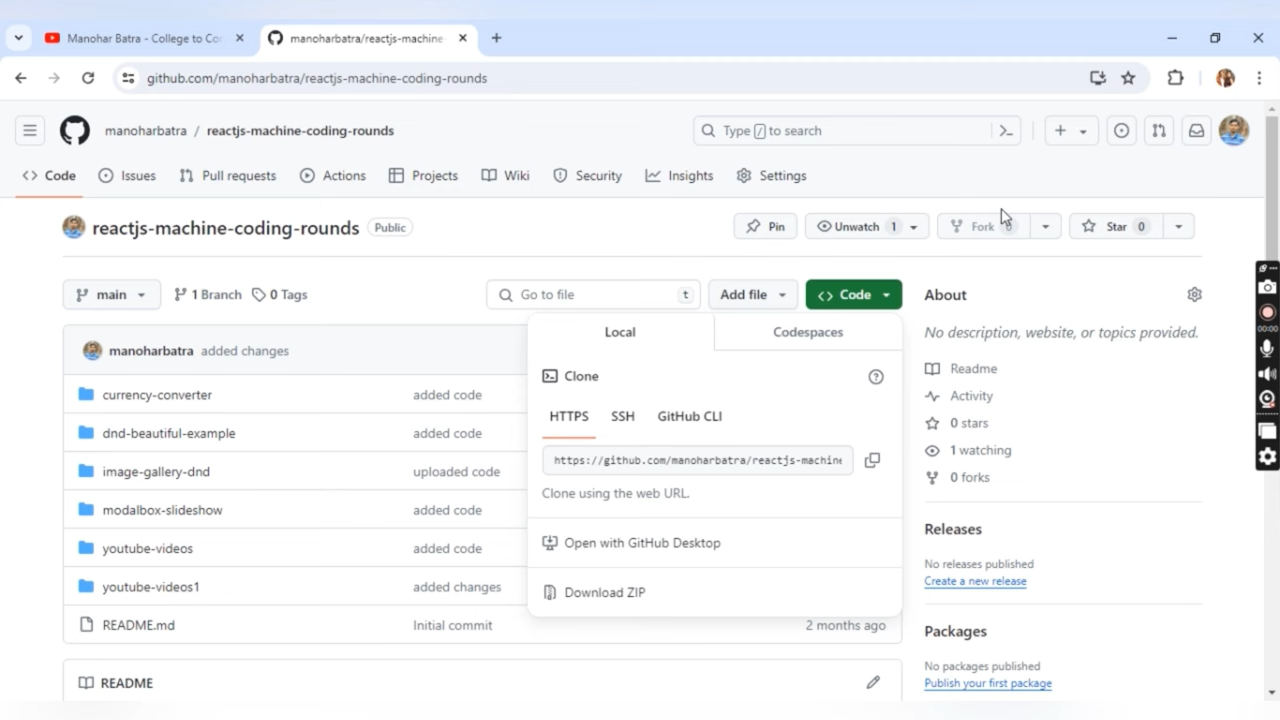 Manohar Batra - College to Co
manoharbatra/reactjs-machine
github.com/manoharbatra/reactjs-machine-coding-rounds
manoharbatra / reactjs-machine-coding-rounds
Type / to search
Code Issues Pull requests Actions Projects Wiki Security Insights Settings
reactjs-machine-coding-rounds Public
Pin Unwatch 1 Fork Star 0
main 1 Branch 0 Tags Go to file t Add file Code
About
No description, website, or topics provided.
Local Codespaces
manoharbatra added changes
Clone
Readme
currency-converter added code
Activity
HTTPS SSH GitHub CLI
0 stars
dnd-beautiful-example added code
1 watching
https://github.com/manoharbatra/reactjs-machine
image-gallery-dnd uploaded code
0 forks
Clone using the web URL.
modalbox-slideshow added code
Releases
Open with GitHub Desktop
youtube-videos added code
No releases published
Create a new release
youtube-videos1 added changes
Download ZIP
README.md Initial commit 2 months ago
Packages
No packages published
Publish your first package
README
00:00